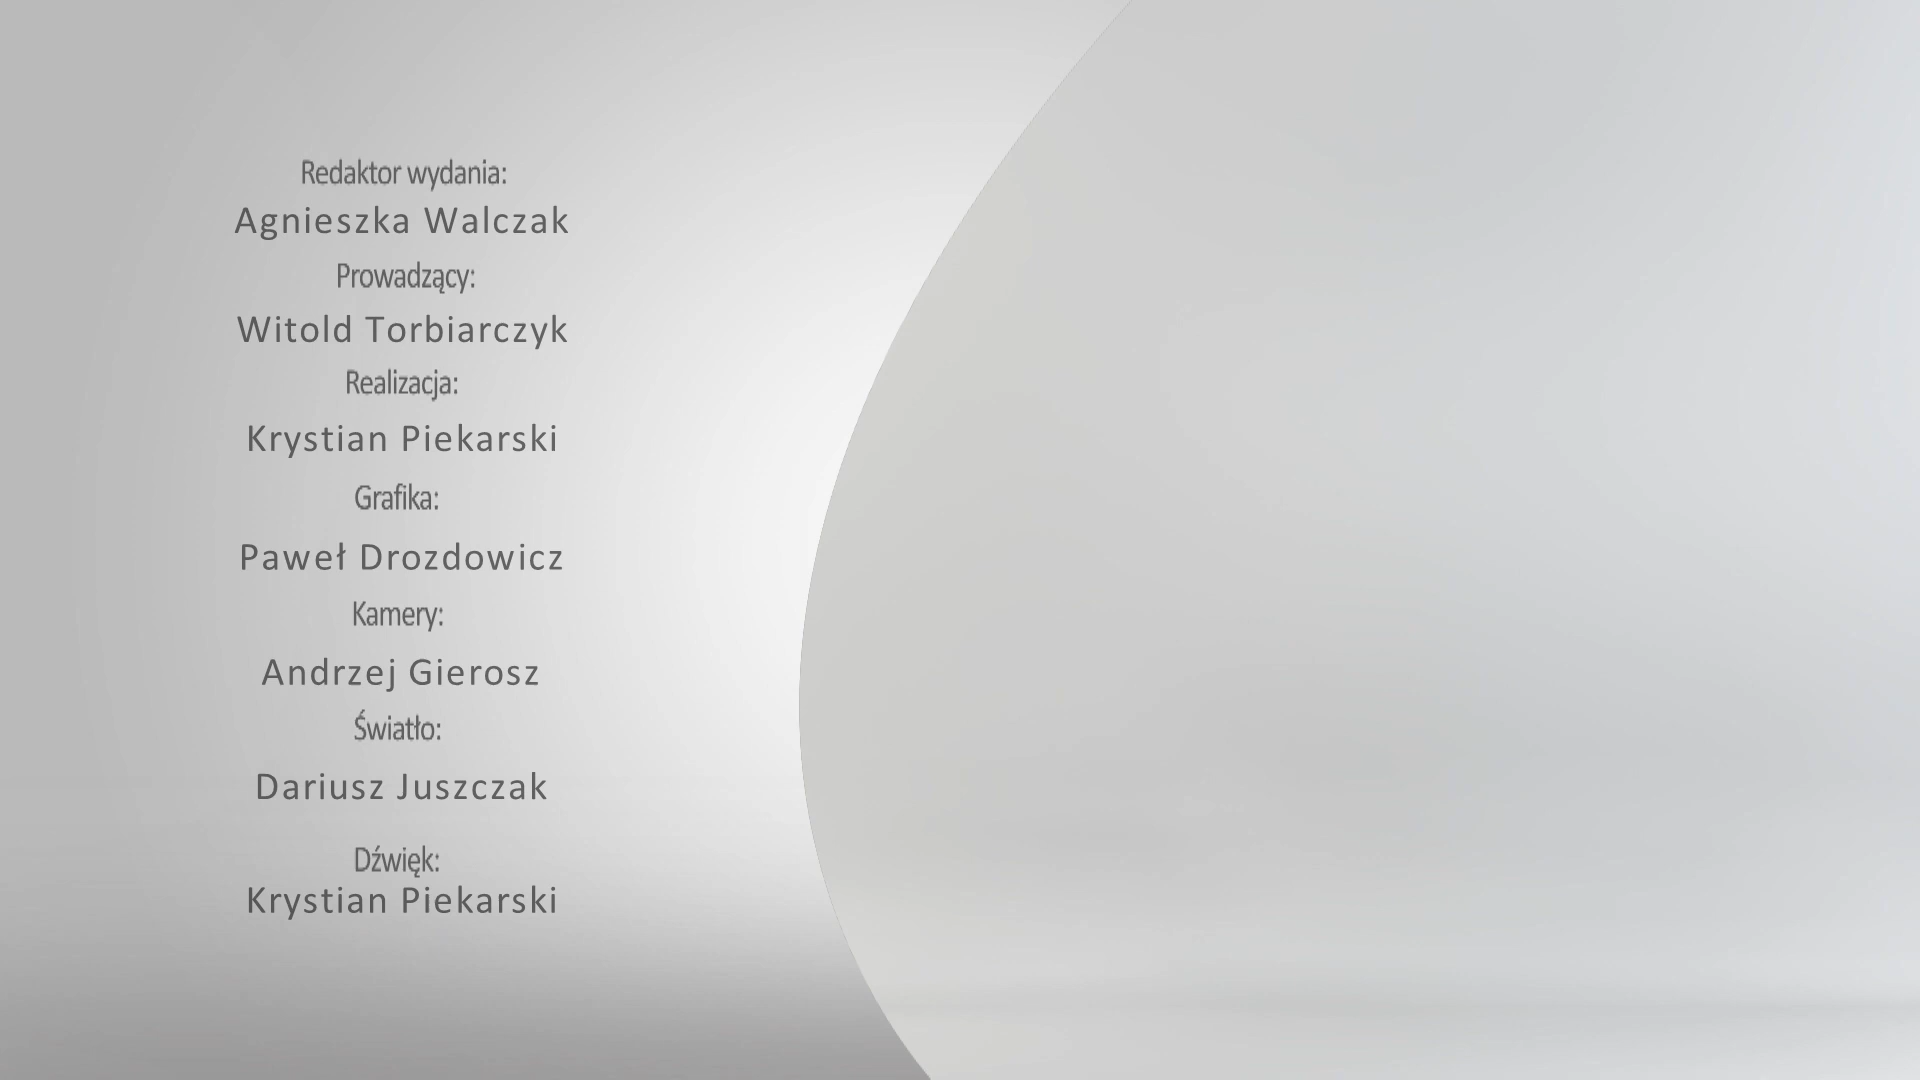 Redaktor wydania:
Agnieszka Walczak
Prowadzący:
Witold Torbiarczyk
Realizacja:
Krystian Piekarski
Grafika:
Paweł Drozdowicz
Kamery:
Andrzej Gierosz
Światło:
Dariusz Juszczak
Dźwięk:
Krystian Piekarski